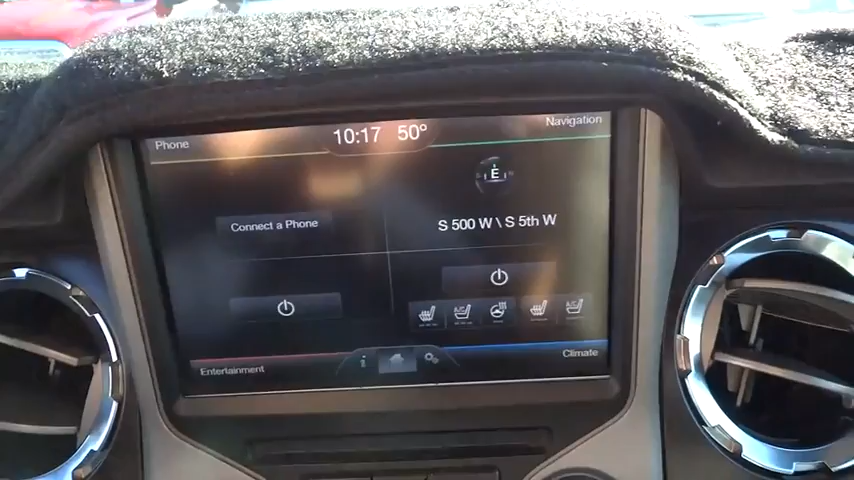 Phone
10:17 50°
Navigation
E
Connect a Phone
S 500 W\S 5th W
A/C
A/C
Entertainment
i
Climate